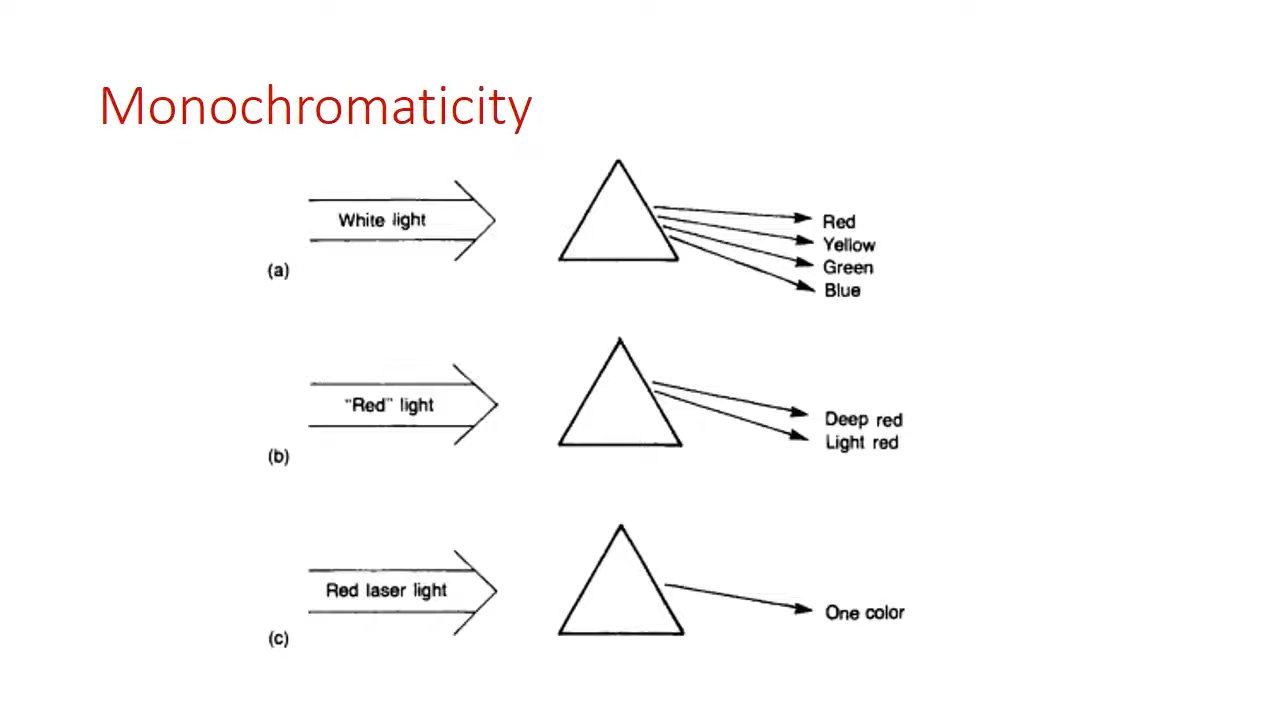 Monochromaticity
White light
Red
Yellow
Green
Blue
(a)
"Red" light
Deep red
Light red
(b)
Red laser light
One color
(c)